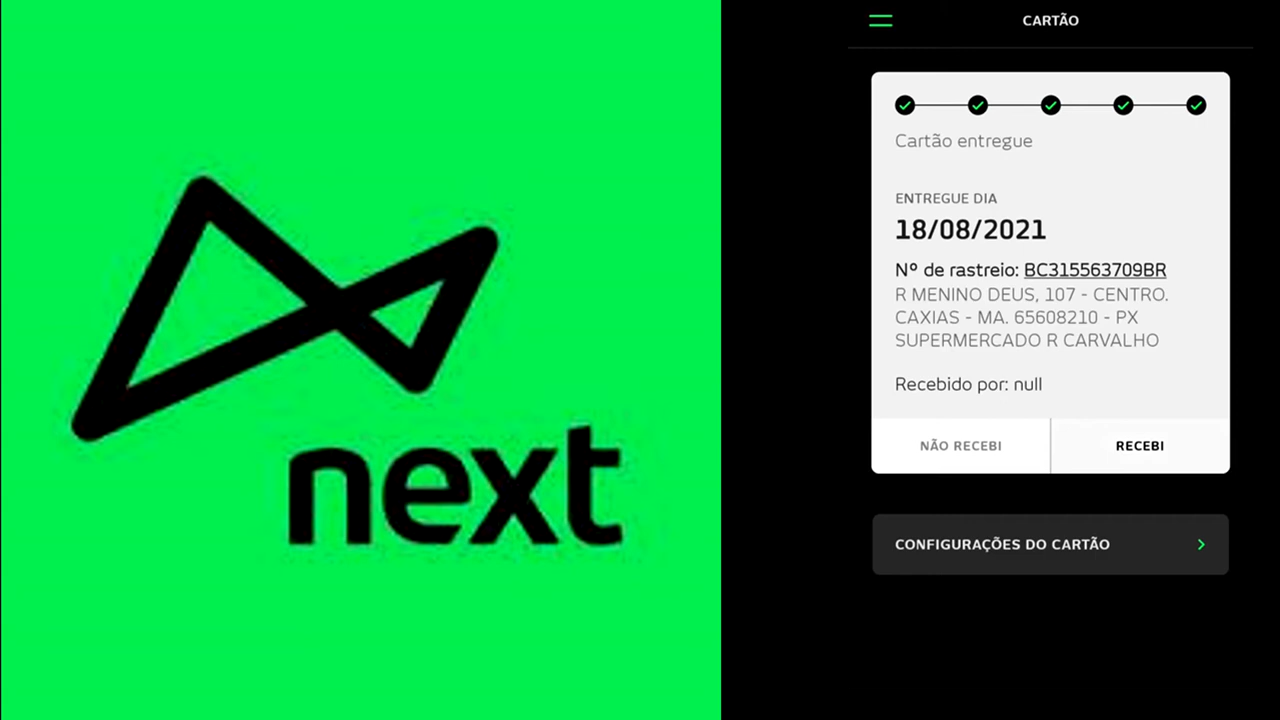 next
CARTÃO
Cartão entregue
ENTREGUE DIA
18/08/2021
Nº de rastreio: BC315563709BR
R MENINO DEUS, 107 - CENTRO.
CAXIAS - MA. 65608210 - PX
SUPERMERCADO R CARVALHO
Recebido por: null
NÃO RECEBI
RECEBI
CONFIGURAÇÕES DO CARTÃO